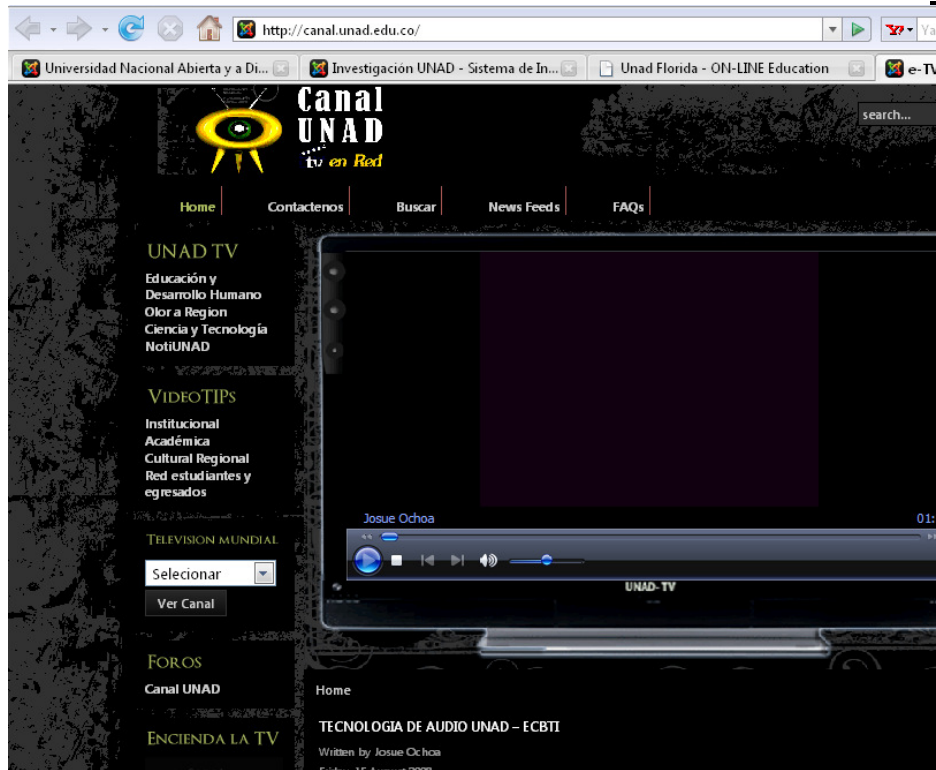 http://canal.unad.edu.co/
Universidad Nacional Abierta y a Di...
Investigación UNAD - Sistema de In...
Unad Florida - ON-LINE Education
e-TV
Canal
UNAD
tv en Red
search...
Home
Contactenos
Buscar
News Feeds
FAQs
UNAD TV
Educación y
Desarrollo Humano
Olor a Region
Ciencia y Tecnología
NotiUNAD
VIDEOTIPS
Institucional
Académica
Cultural Regional
Red estudiantes y
egresados
TELEVISION MUNDIAL
Selecionar
Ver Canal
FOROS
Canal UNAD
ENCIENDA LA TV
Josue Ochoa
01:
UNAD-TV
Home
TECNOLOGIA DE AUDIO UNAD – ECBTI
Written by Josue Ochoa